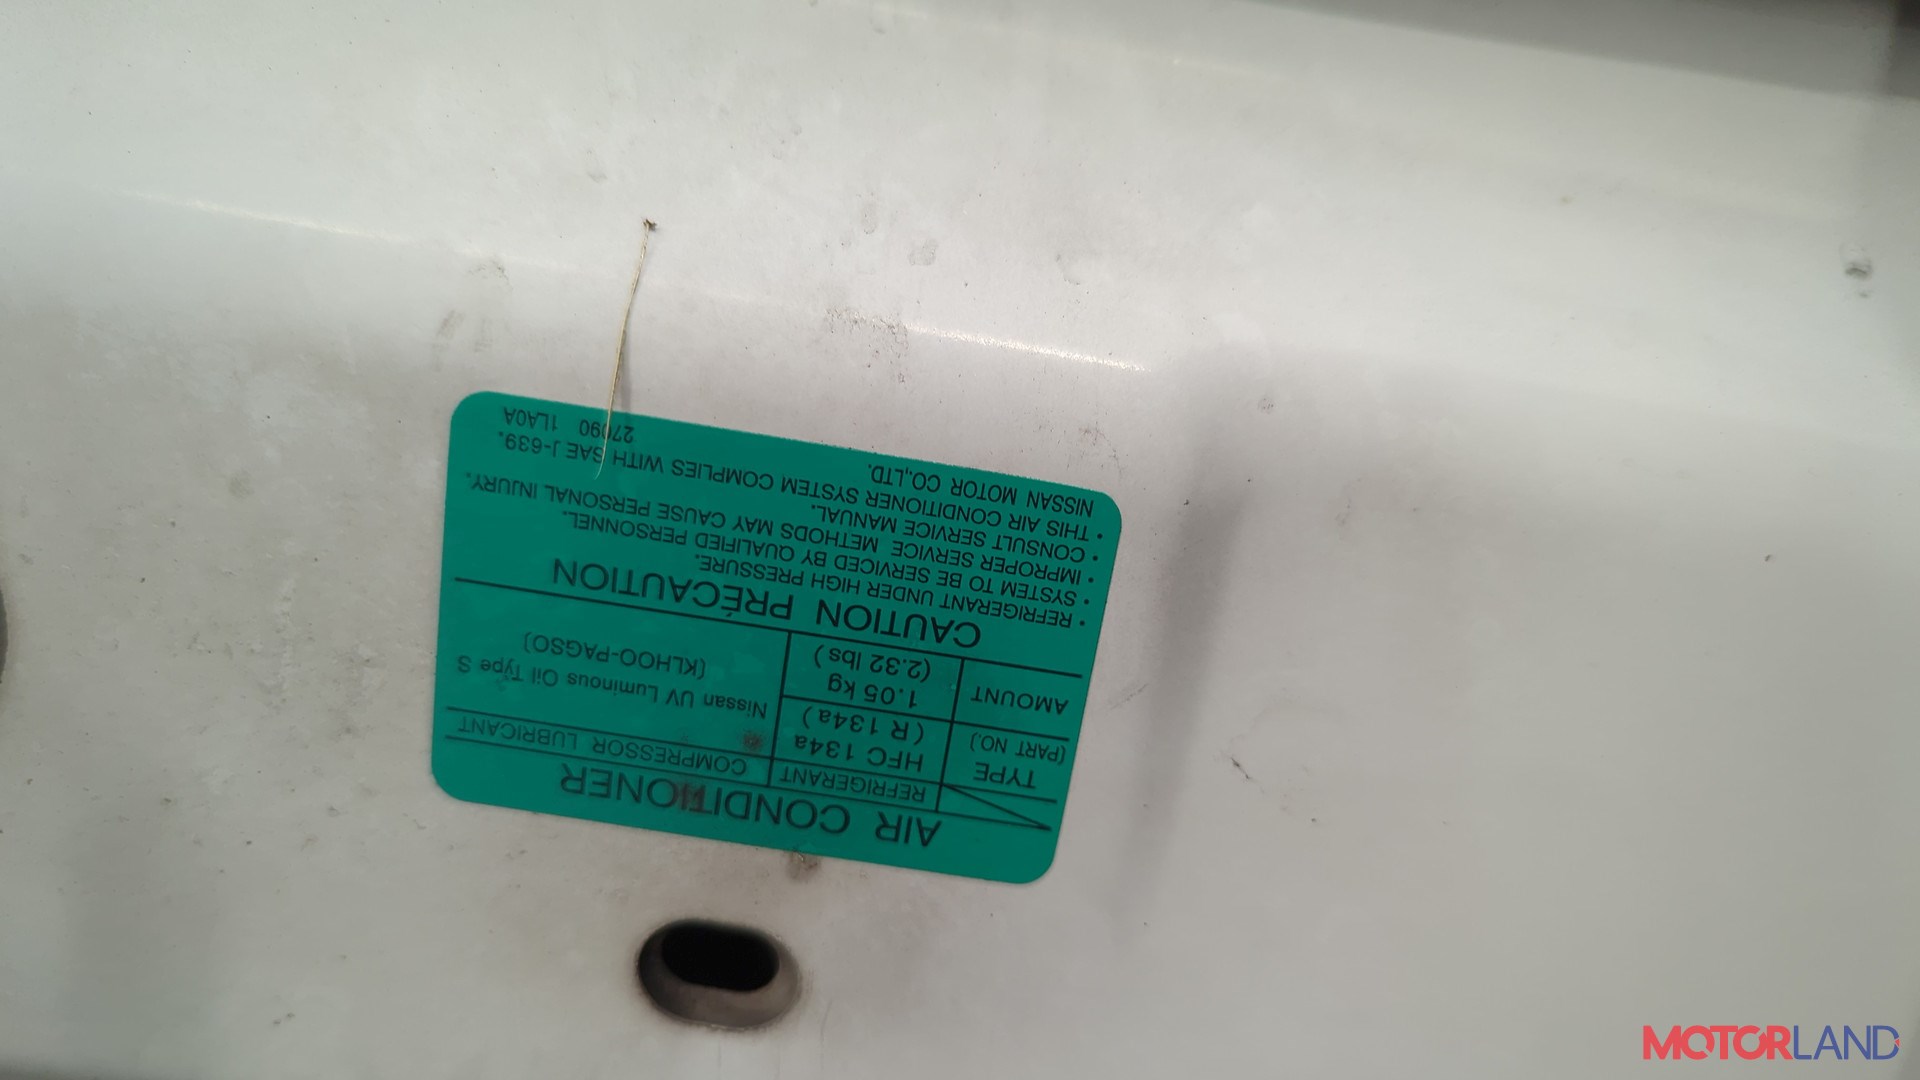 AIR CONDITIONER
REFRIGERANT
COMPRESSOR LUBRICANT
TYPE
(PART NO.)
HFC 134a
( R 134a )
Nissan UV Luminous Oil Type S
(KLHOO-PAGSO)
AMOUNT
1.05 kg
(2.32 lbs )
CAUTION PRÉCAUTION
• REFRIGERANT UNDER HIGH PRESSURE.
• SYSTEM TO BE SERVICED BY QUALIFIED PERSONNEL.
• IMPROPER SERVICE METHODS MAY CAUSE PERSONAL INJURY.
• CONSULT SERVICE MANUAL.
• THIS AIR CONDITIONER SYSTEM COMPLIES WITH SAE J-639.
NISSAN MOTOR CO.,LTD.
27090 1LA0A
MOTORLAND